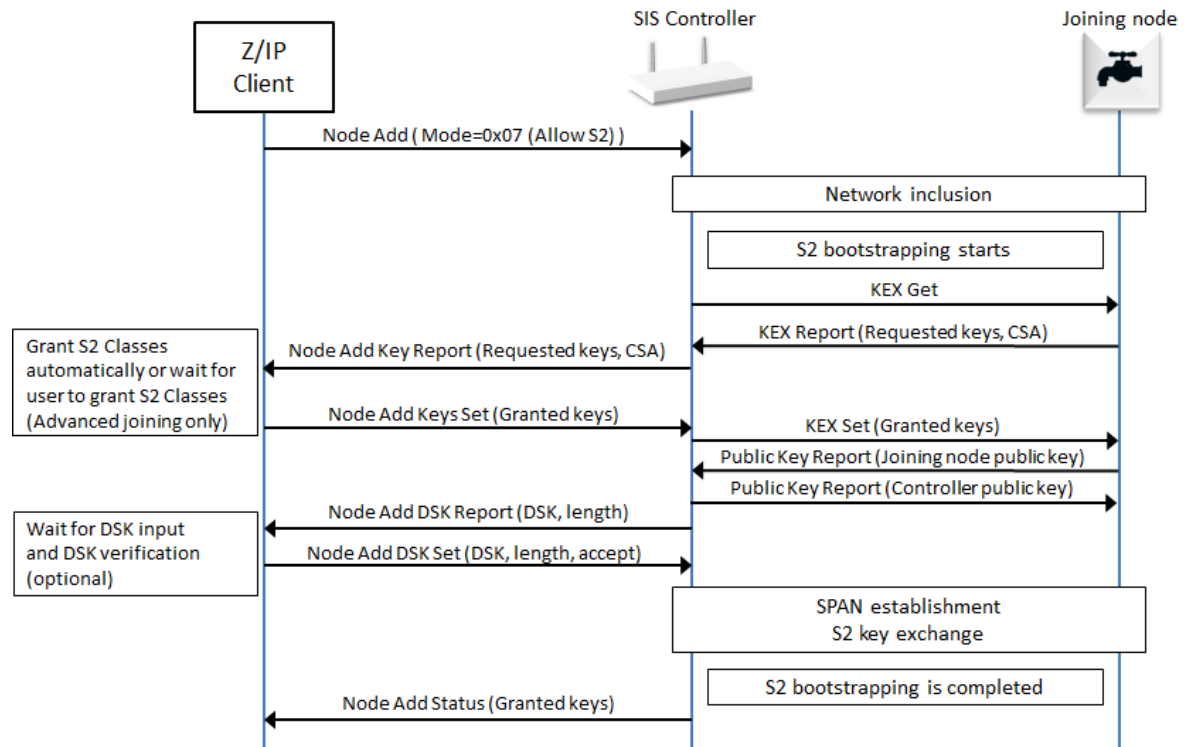 SIS Controller
Joining node
Z/IP
Client
Node Add ( Mode=0x07 (Allow S2) )
Network inclusion
S2 bootstrapping starts
KEX Get
Grant S2 Classes
automatically or wait for
user to grant S2 Classes
(Advanced joining only)
KEX Report (Requested keys, CSA)
Node Add Key Report (Requested keys, CSA)
Node Add Keys Set (Granted keys)
KEX Set (Granted keys)
Public Key Report (Joining node public key)
Public Key Report (Controller public key)
Node Add DSK Report (DSK, length)
Wait for DSK input
and DSK verification
(optional)
Node Add DSK Set (DSK, length, accept)
SPAN establishment
S2 key exchange
S2 bootstrapping is completed
Node Add Status (Granted keys)